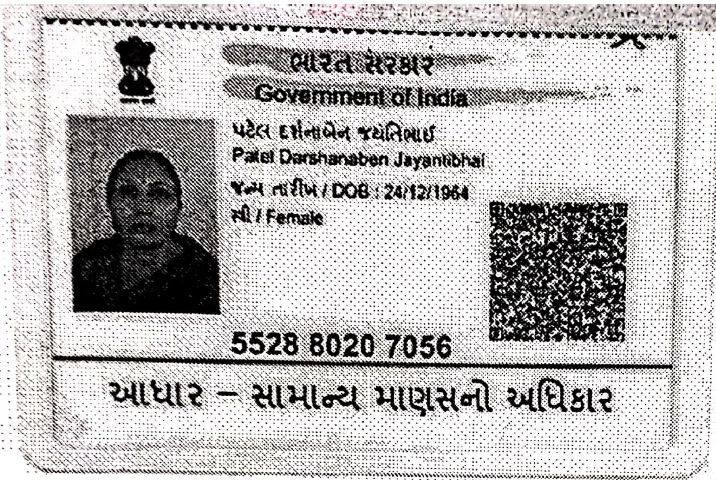 ભારત સરકાર
Government of India
પટેલ દર્શનાબેન જયંતિભાઈ
Patel Darshanaben Jayantibhai
જન્મ તારીખ / DOB : 24/12/1964
સ્ત્રી / Female
5528 8020 7056
આધાર – સામાન્ય માણસનો અધિકાર